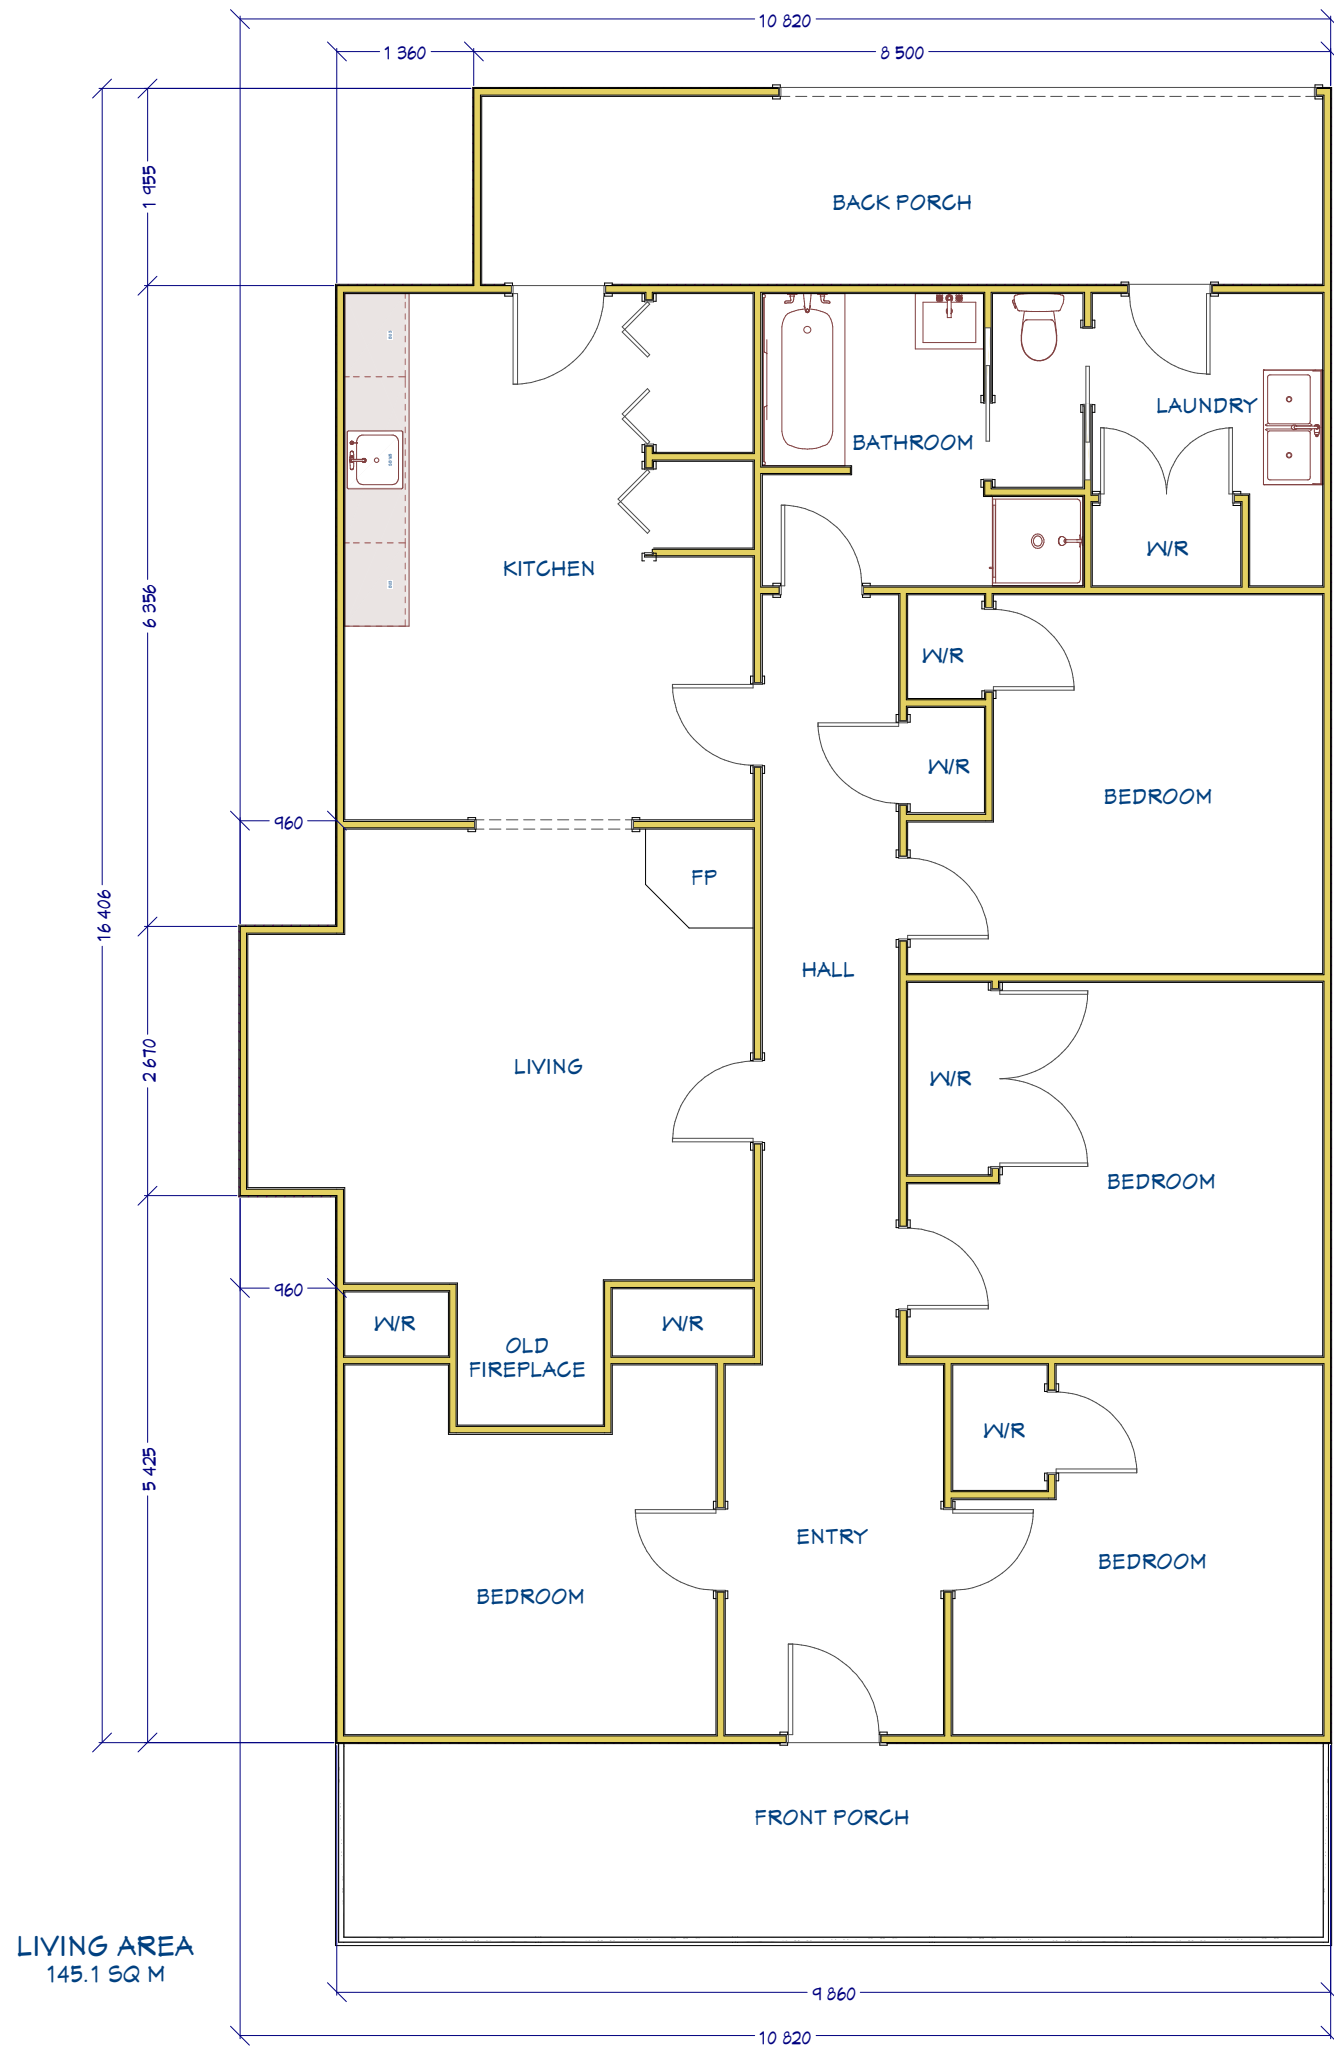 10 820
1 360
8 500
1 955
BACK PORCH
LAUNDRY
BATHROOM
W/R
KITCHEN
6 356
W/R
W/R
BEDROOM
960
FP
16 406
HALL
2 670
LIVING
W/R
BEDROOM
960
W/R
OLD
FIREPLACE
W/R
5 425
W/R
ENTRY
BEDROOM
BEDROOM
FRONT PORCH
LIVING AREA
145.1 SQ M
9 860
10 820